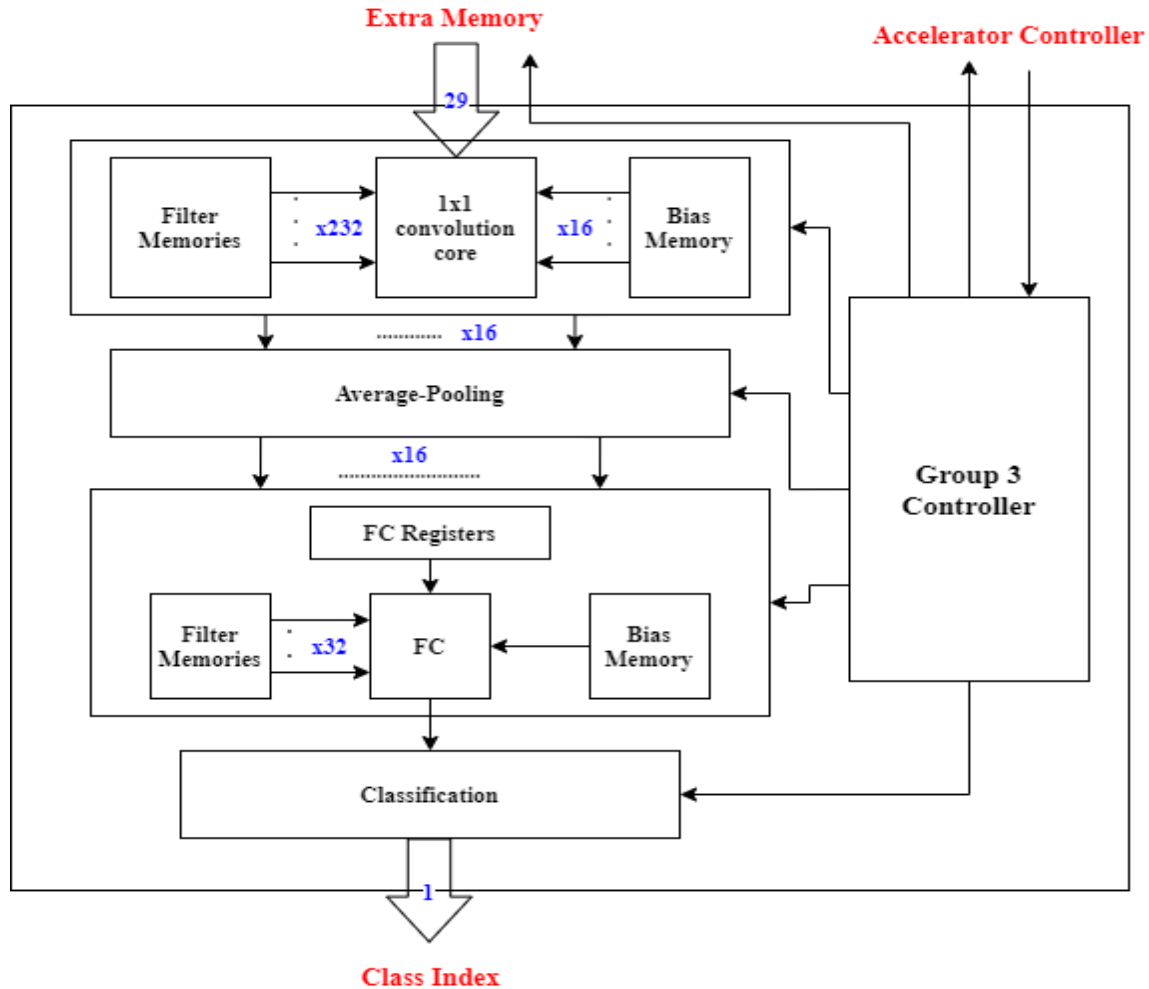 Extra Memory
Accelerator Controller
29
Filter
Memories
x232
1x1
convolution
core
x16
Bias
Memory
x16
Average-Pooling
x16
Group 3
Controller
FC Registers
Filter
Memories
x32
FC
Bias
Memory
Classification
1
Class Index